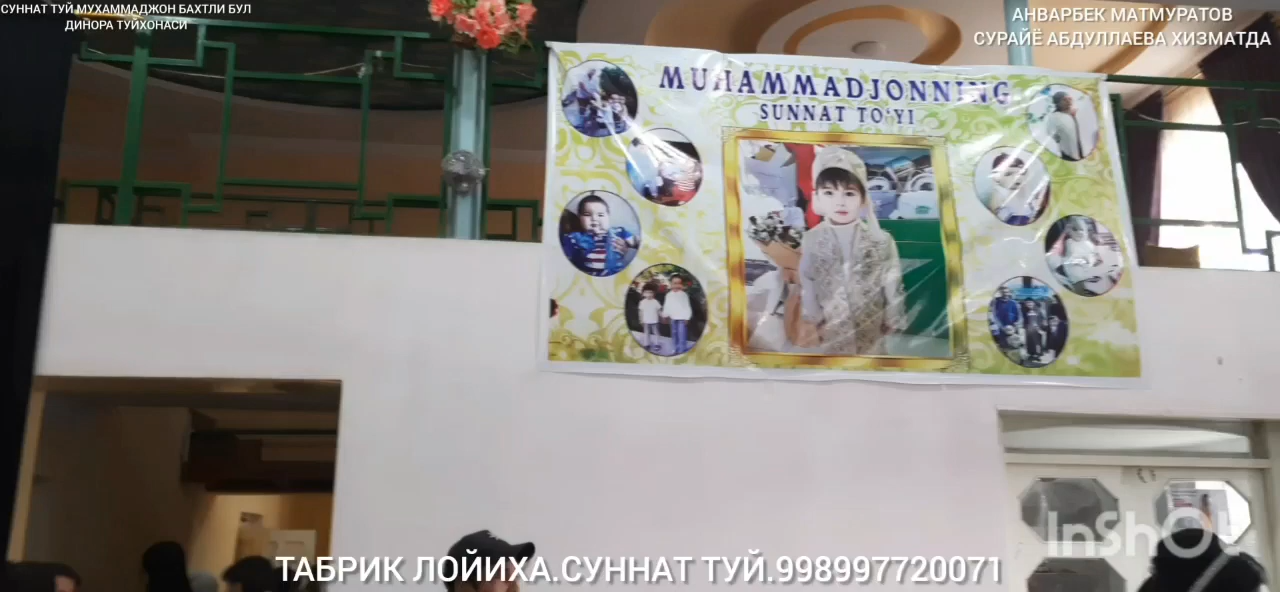 СУННАТ ТУЙ МУХАММАДЖОН БАХТЛИ БУЛ
ДИНОРА ТУЙХОНАСИ
АНВАРБЕК МАТМУРАТОВ
СУРАЙЁ АБДУЛЛАЕВА ХИЗМАТДА
MUHAMMADJONNING
SUNNAT TO‘YI
InShOt
ТАБРИК ЛОЙИХА.СУННАТ ТУЙ.998997720071